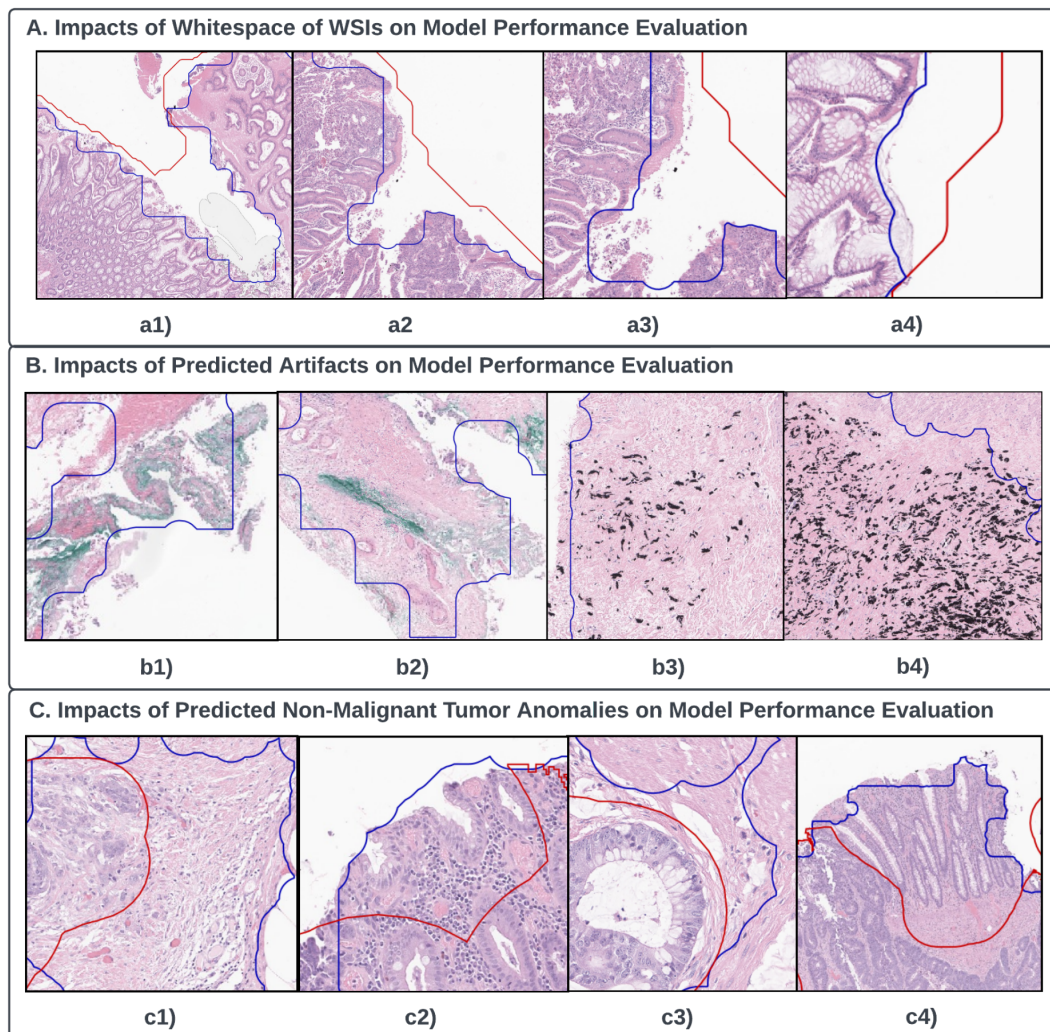 A. Impacts of Whitespace of WSIs on Model Performance Evaluation
a1)
a2
a3)
a4)
B. Impacts of Predicted Artifacts on Model Performance Evaluation
b1)
b2)
b3)
b4)
C. Impacts of Predicted Non-Malignant Tumor Anomalies on Model Performance Evaluation
c1)
c2)
c3)
c4)